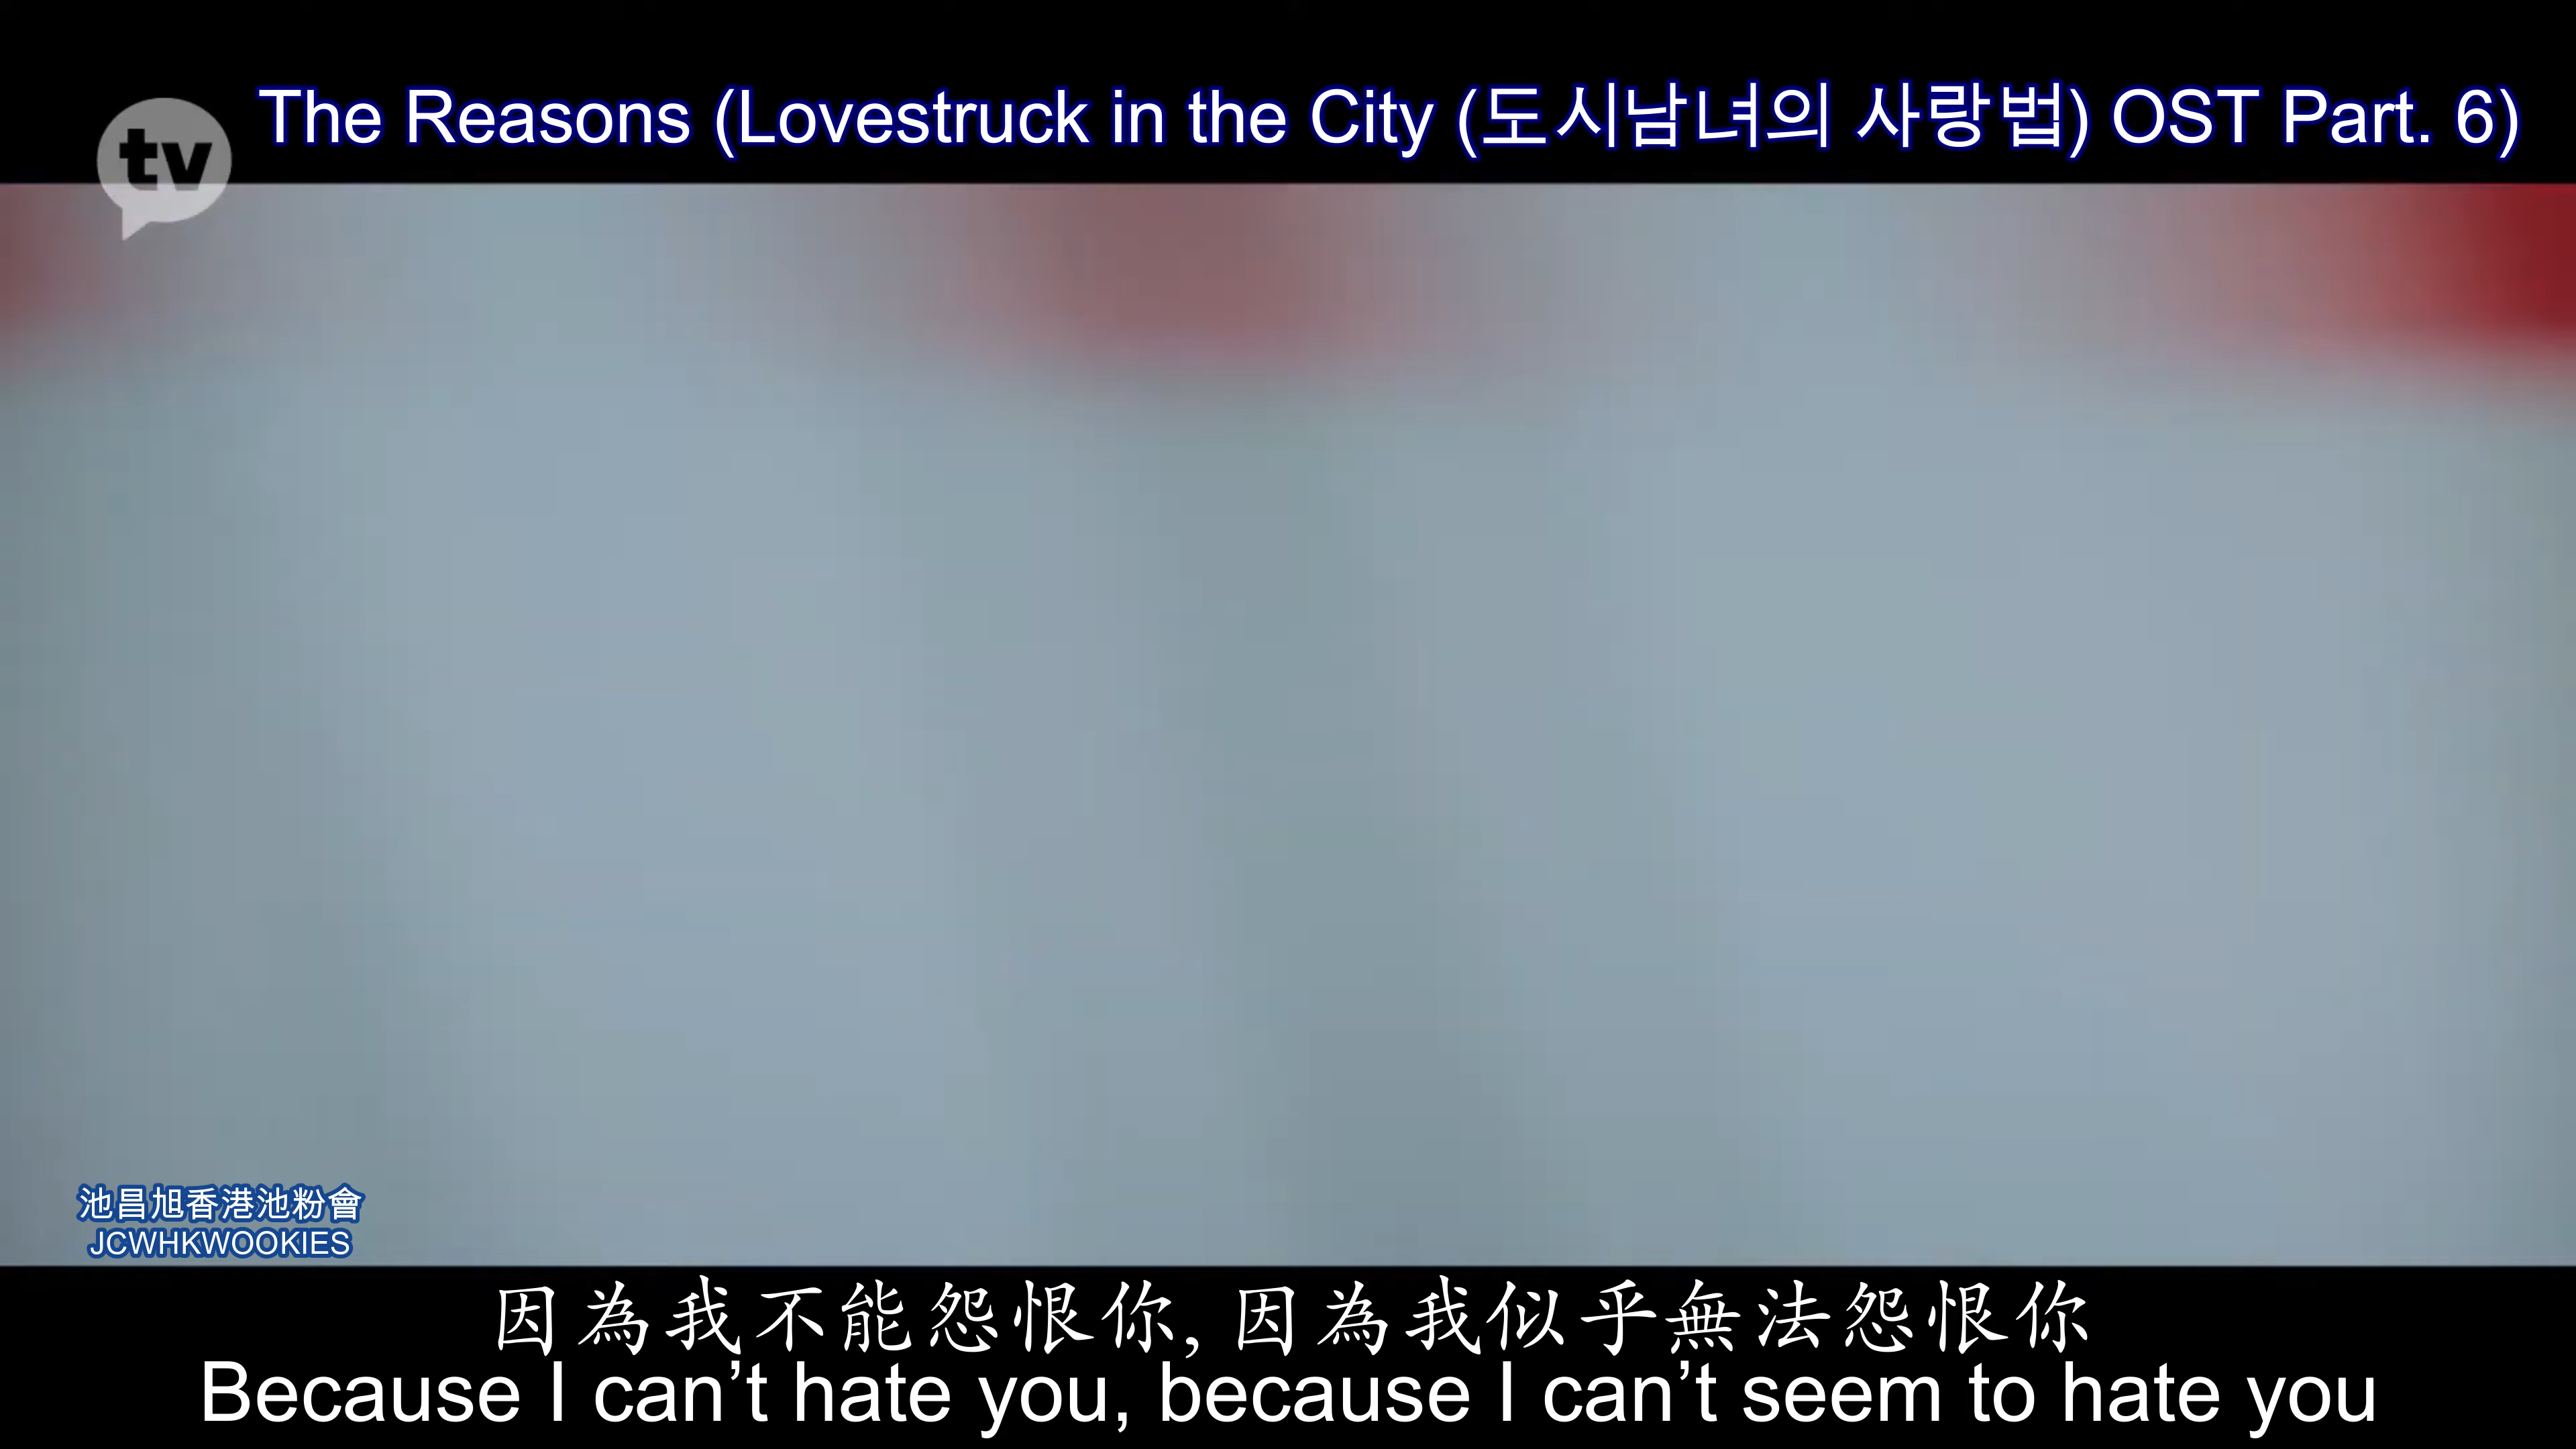 tv
The Reasons (Lovestruck in the City (도시남녀의 사랑법) OST Part. 6)
池昌旭香港池粉會
JCWHKWOOKIES
因為我不能怨恨你, 因為我似乎無法怨恨你
Because I can’t hate you, because I can’t seem to hate you